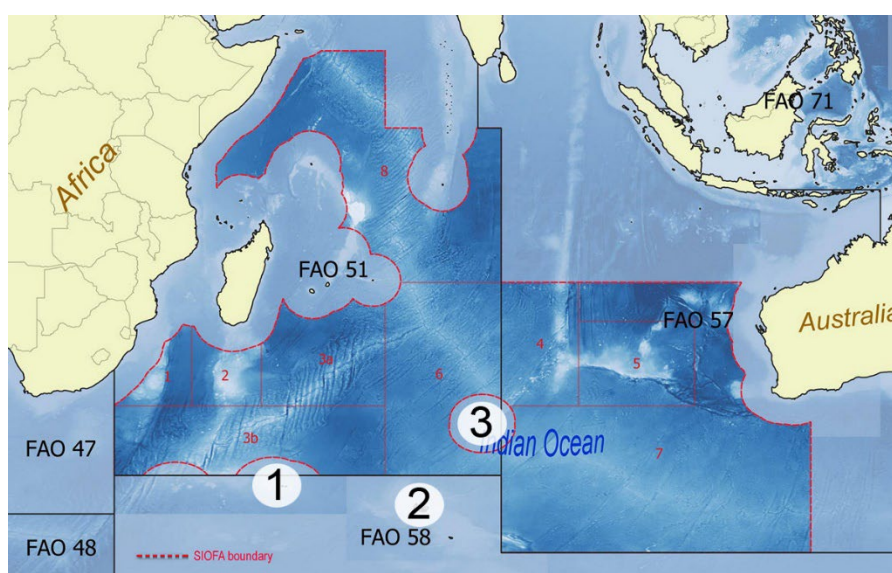 FAO 71
Africa
8
FAO 51
FAO 57
Australia
4
3a
5
1
2
6
3
3b
FAO 47
Indian Ocean
7
1
2
FAO 58
FAO 48
SIOFA boundary